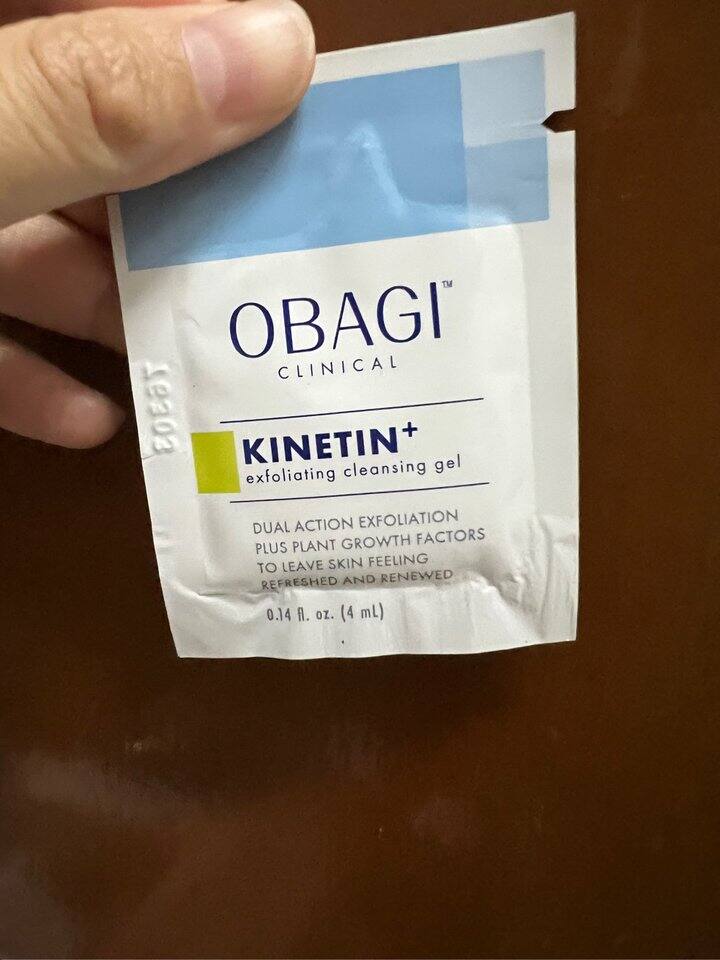 OBAGI™
CLINICAL
KINETIN+
exfoliating cleansing gel
DUAL ACTION EXFOLIATION
PLUS PLANT GROWTH FACTORS
TO LEAVE SKIN FEELING
REFRESHED AND RENEWED
0.14 fl. oz. (4 mL)